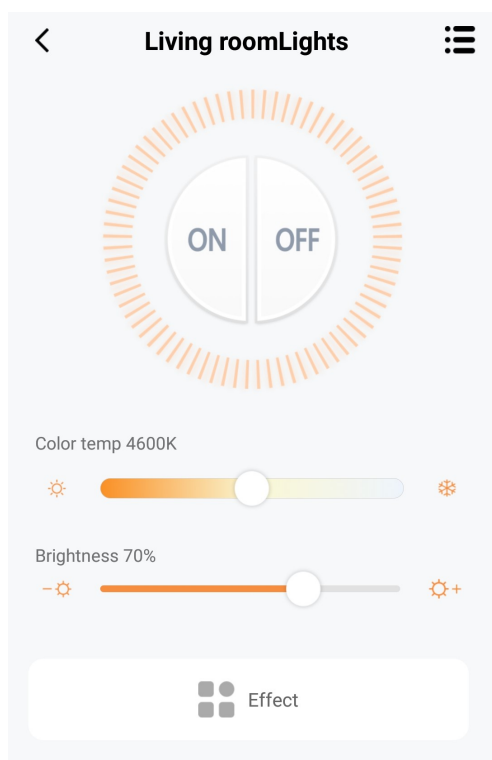 Living roomLights
ON OFF
Color temp 4600K
Brightness 70%
Effect